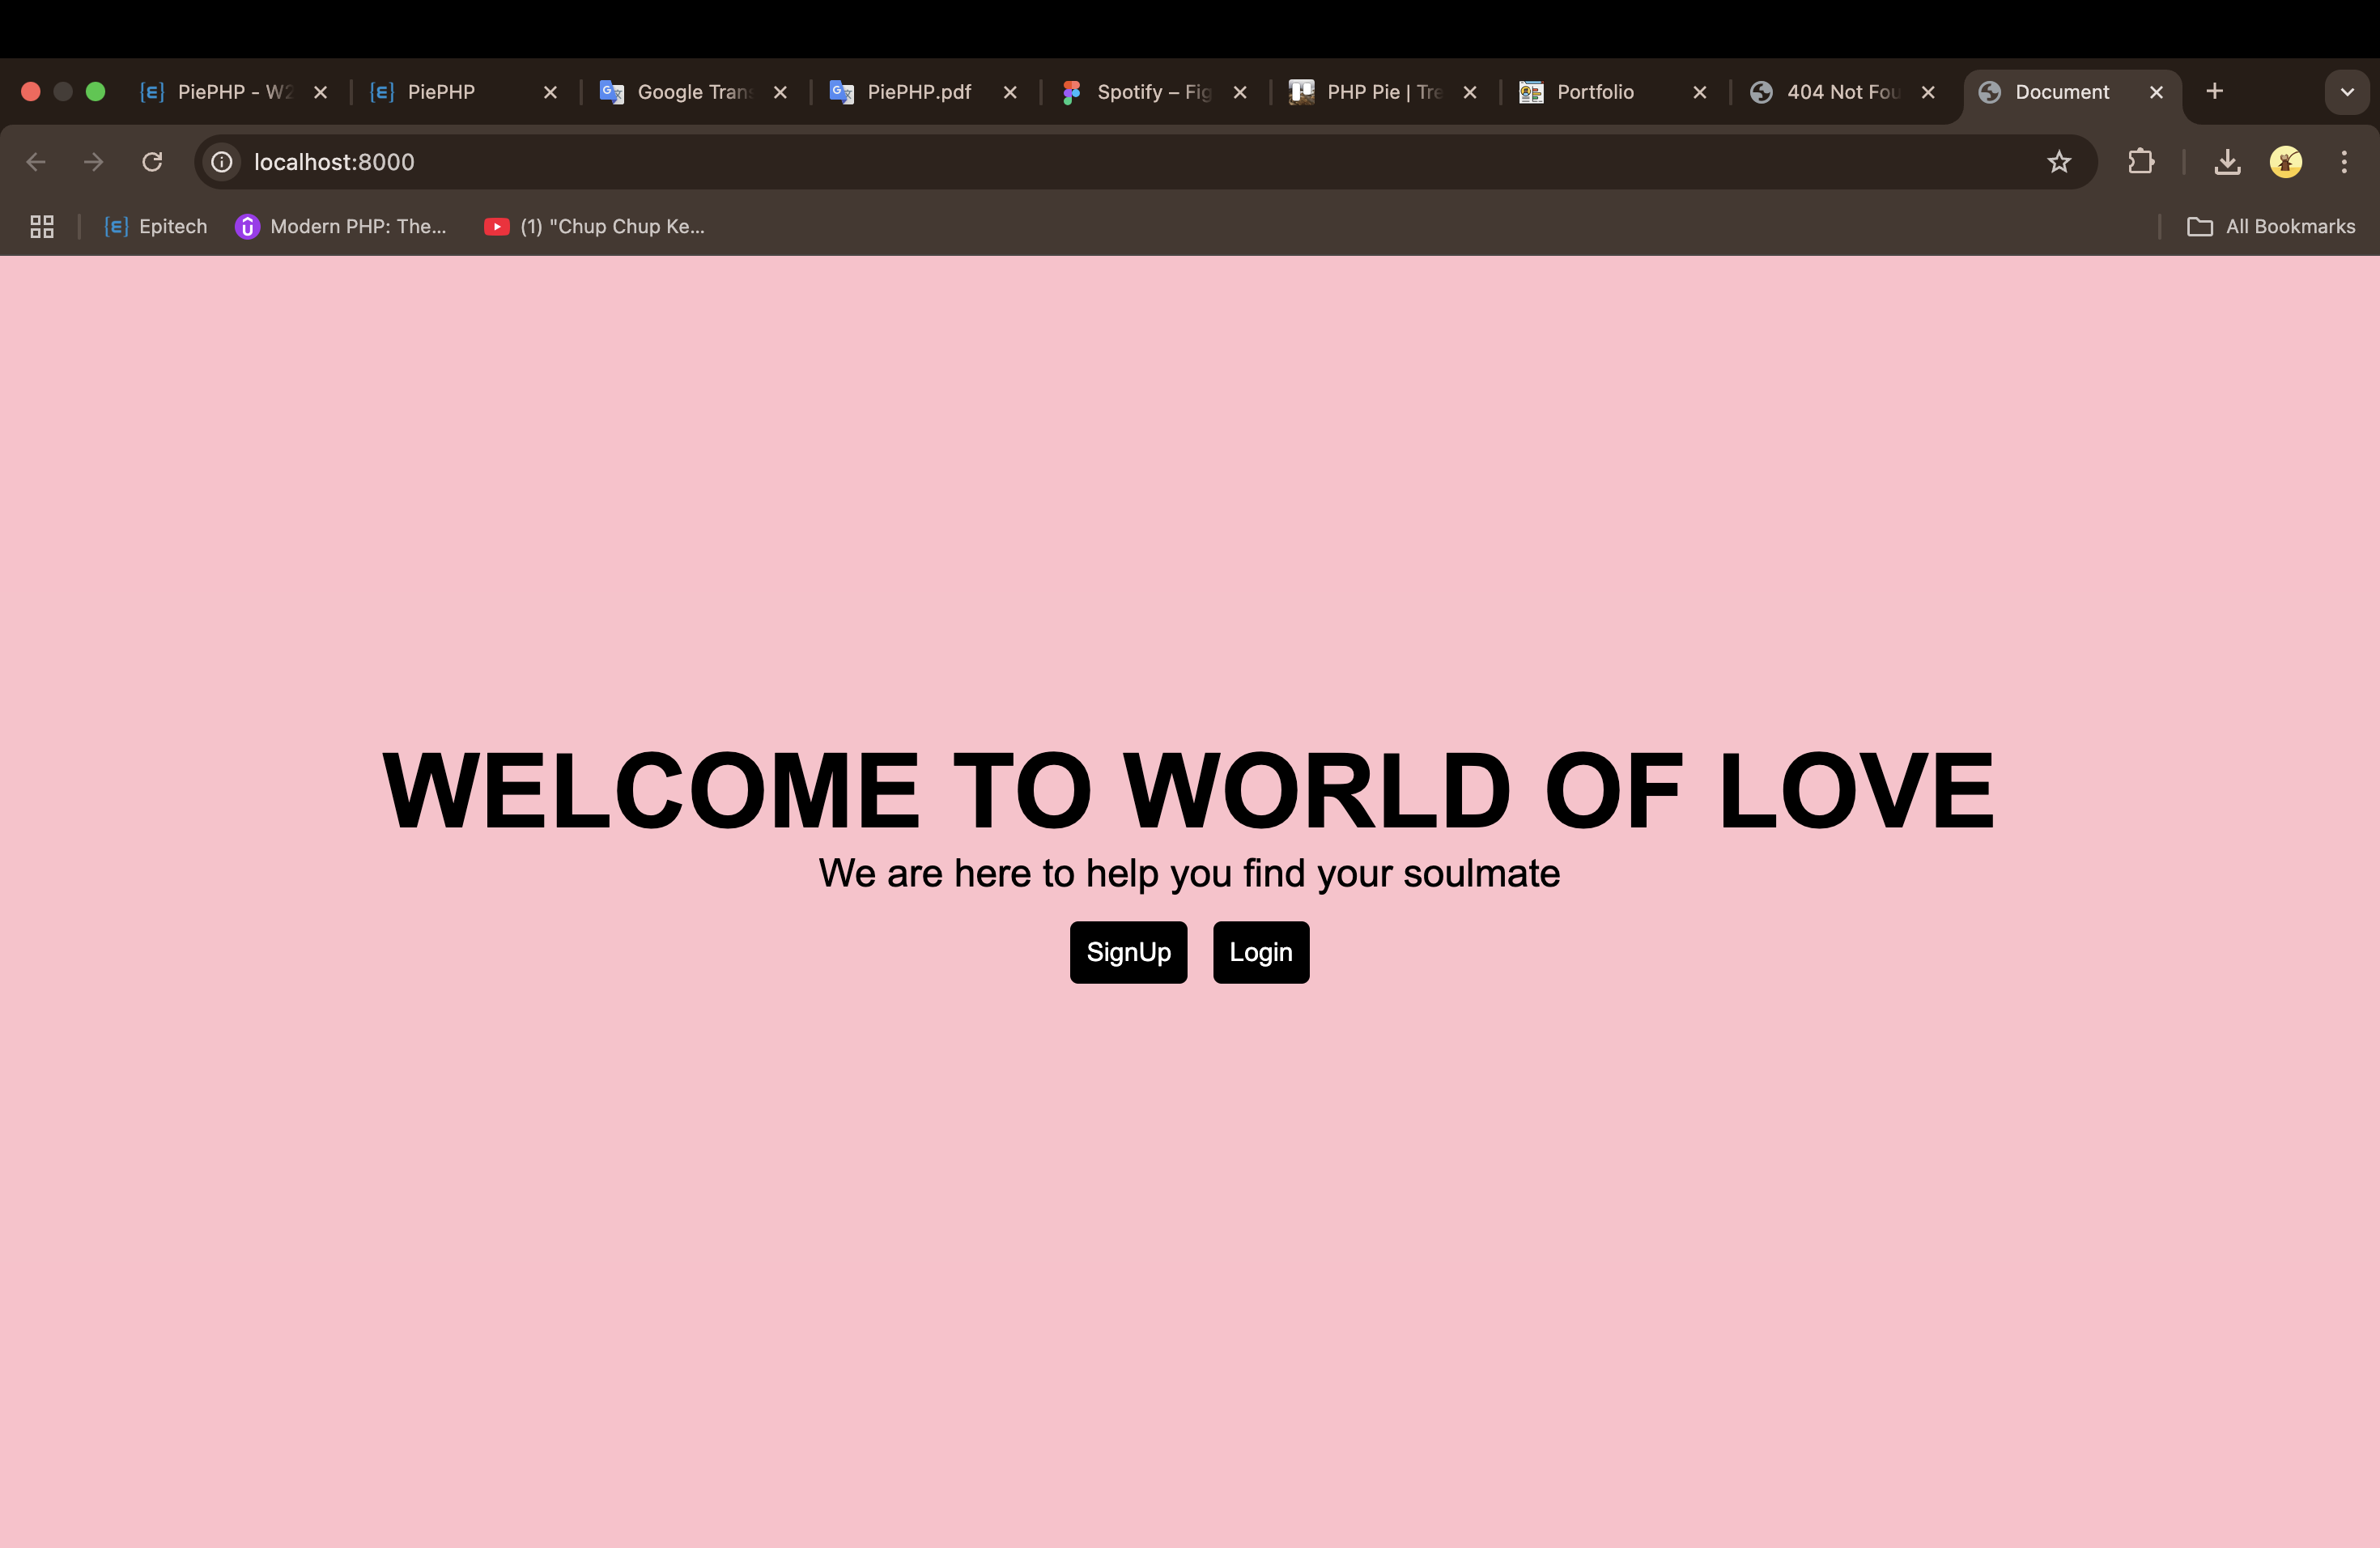 PiePHP - W2
PiePHP
Google Trans
PiePHP.pdf
Spotify – Fig
PHP Pie | Tre
Portfolio
404 Not Fou
Document
localhost:8000
Epitech
Modern PHP: The...
(1) "Chup Chup Ke...
All Bookmarks
WELCOME TO WORLD OF LOVE
We are here to help you find your soulmate
SignUp
Login